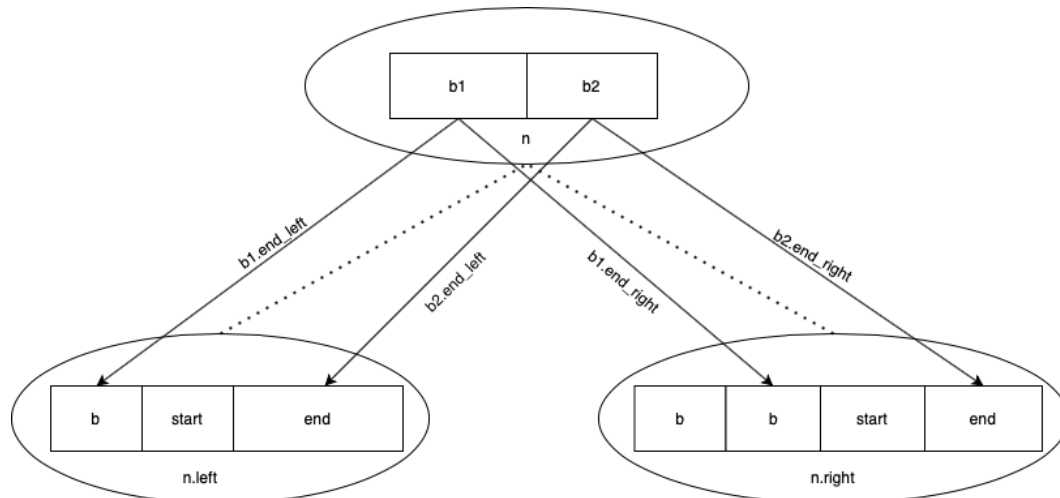 b1 b2
n
b1.end_left
b2.end_left
b1.end_right
b2.end_right
b start end
b b start end
n.left
n.right